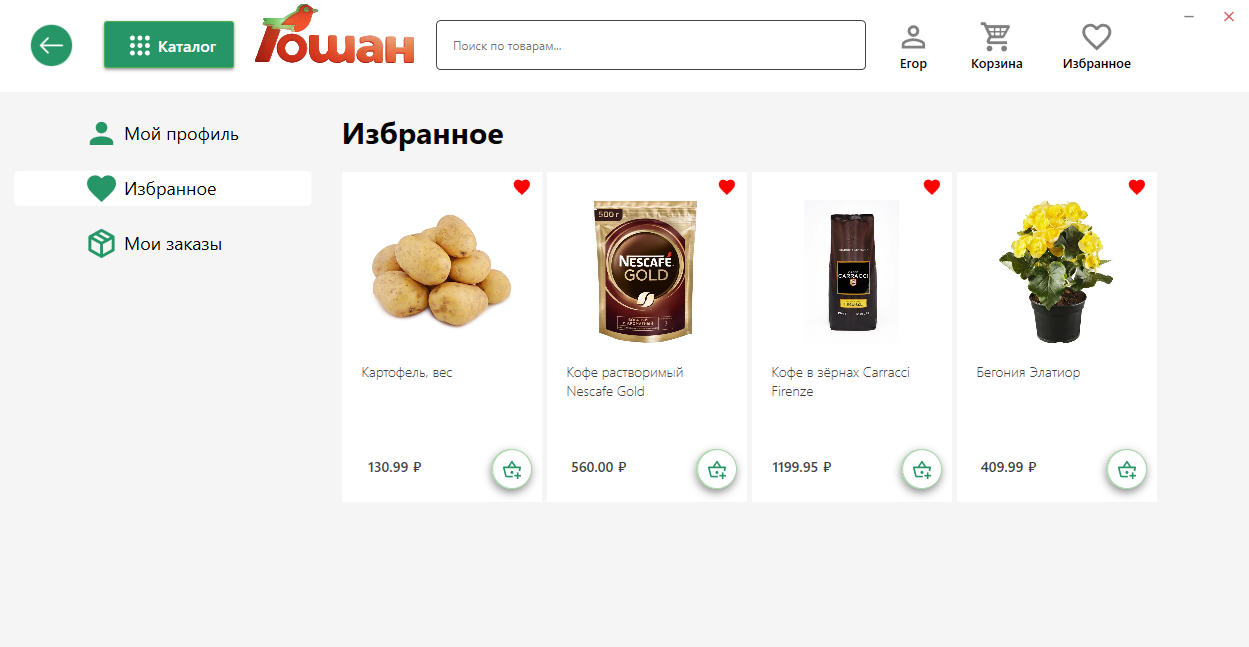 Каталог
Гошан
Поиск по товарам...
Егор
Корзина
Избранное
Мой профиль
Избранное
Мои заказы
Избранное
500 г
NESCAFÉ
GOLD
CARRACCI
Картофель, вес
Кофе растворимый
Nescafe Gold
Кофе в зёрнах Carracci
Firenze
Бегония Элатиор
130.99 ₽
560.00 ₽
1199.95 ₽
409.99 ₽